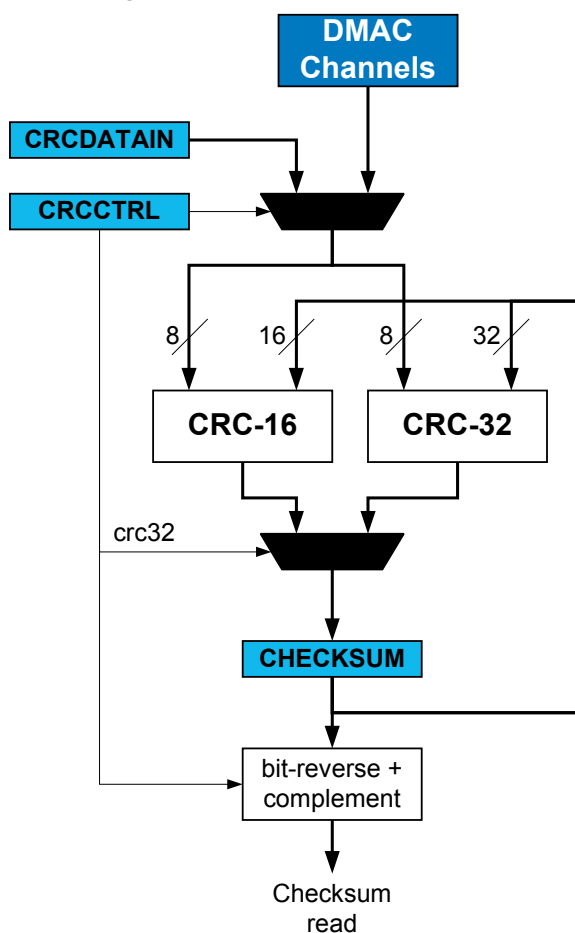 DMAC
Channels
CRCDATAIN
CRCCTRL
8
16
8
32
CRC-16
CRC-32
crc32
CHECKSUM
bit-reverse +
complement
Checksum
read